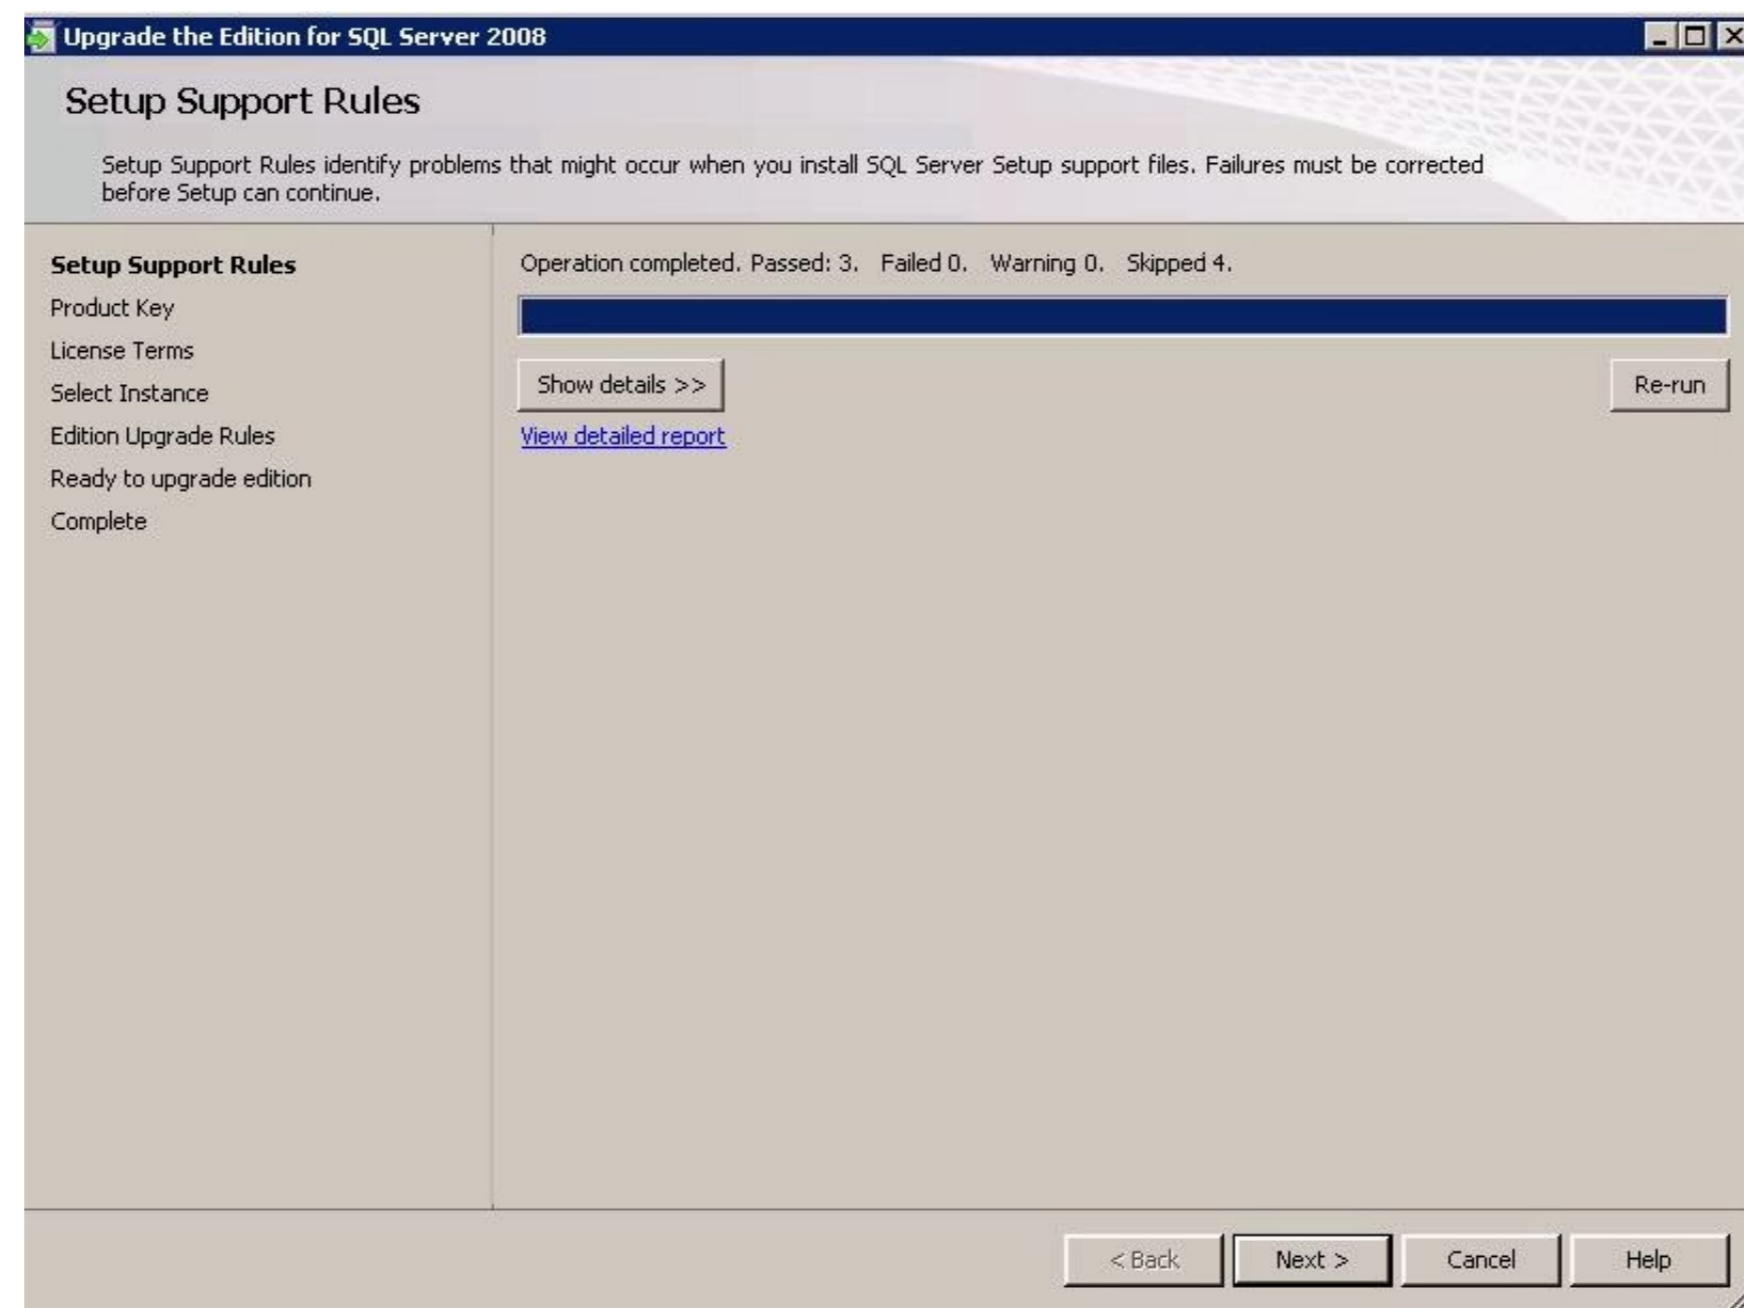 Upgrade the Edition for SQL Server 2008
Setup Support Rules
Setup Support Rules identify problems that might occur when you install SQL Server Setup support files. Failures must be corrected
before Setup can continue.
Setup Support Rules
Product Key
License Terms
Select Instance
Edition Upgrade Rules
Ready to upgrade edition
Complete
Operation completed. Passed: 3. Failed 0. Warning 0. Skipped 4.
Show details >>
Re-run
View detailed report
< Back
Next >
Cancel
Help